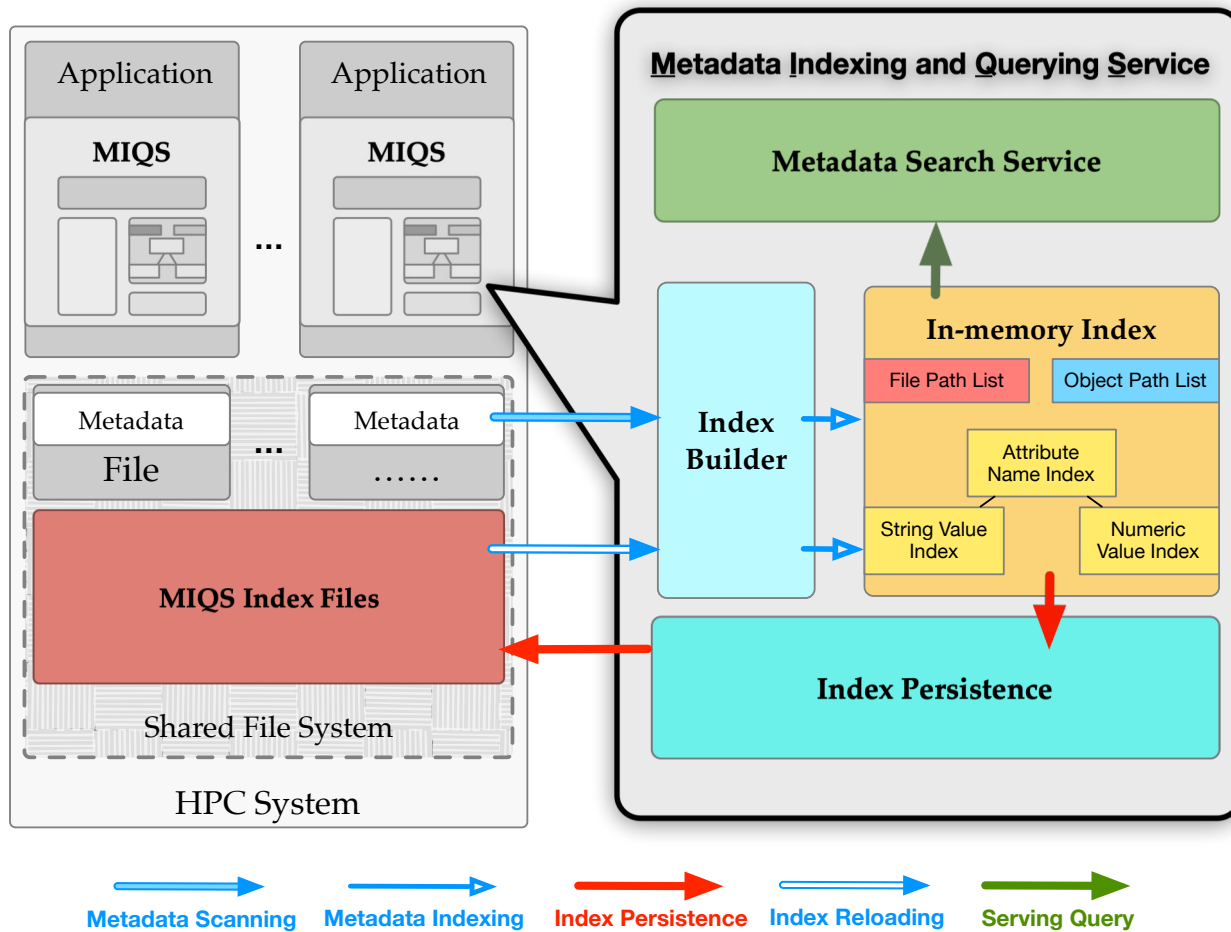 Application
MIQS
...
Application
MIQS
Metadata
File
...
Metadata
......
MIQS Index Files
Shared File System
HPC System
Metadata Indexing and Querying Service
Metadata Search Service
Index
Builder
In-memory Index
File Path List
Object Path List
Attribute
Name Index
String Value
Index
Numeric
Value Index
Index Persistence
Metadata Scanning
Metadata Indexing
Index Persistence
Index Reloading
Serving Query